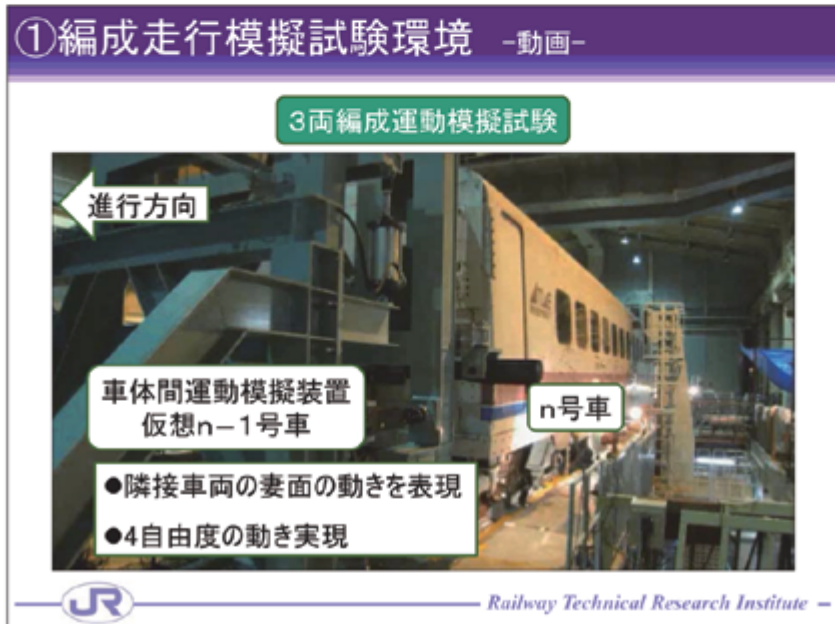 ①編成走行模擬試験環境 -動画-
3両編成運動模擬試験
進行方向
車体間運動模擬装置
仮想n-1号車
n号車
●隣接車両の妻面の動きを表現
●4自由度の動き実現
JR
Railway Technical Research Institute